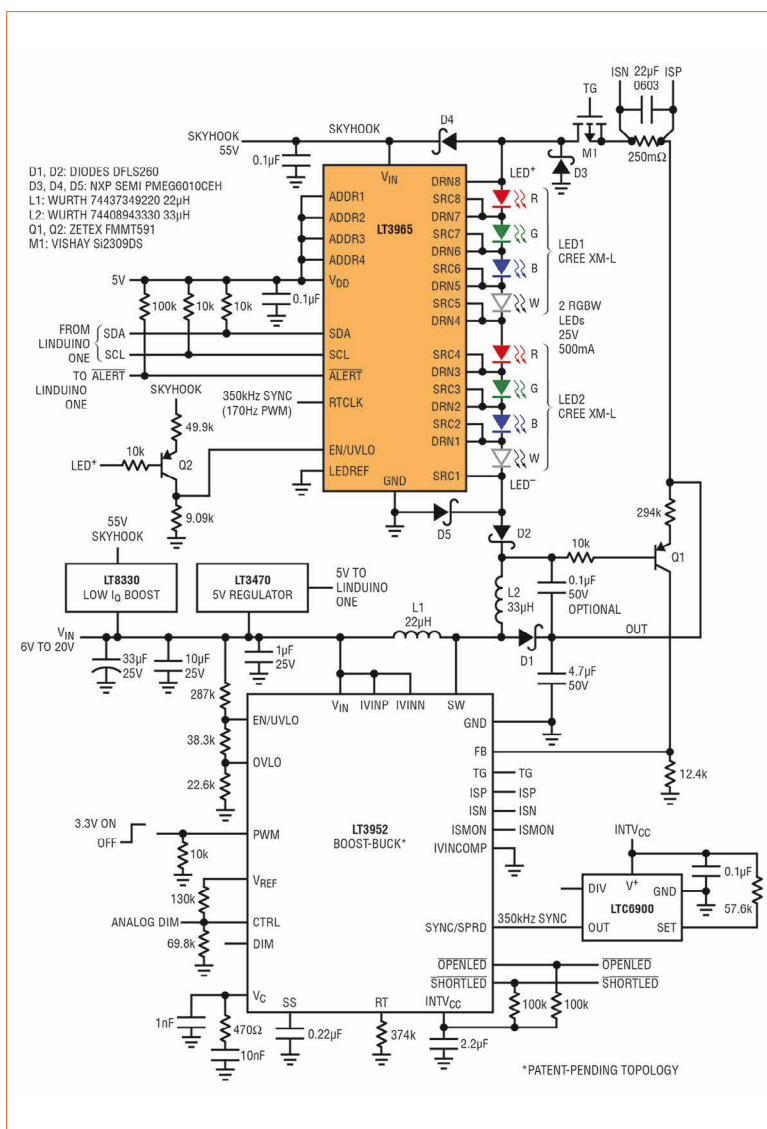 ISN
22µF
0603
ISP
TG
M1
250mΩ
D4
D3
SKYHOOK
55V
SKYHOOK
0.1µF
D1, D2: DIODES DFLS260
D3, D4, D5: NXP SEMI PMEG6010CEH
L1: WURTH 74437349220 22µH
L2: WURTH 74408943330 33µH
Q1, Q2: ZETEX FMMT591
M1: VISHAY Si2309DS
VIN
LT3965
ADDR1
ADDR2
ADDR3
ADDR4
VDD
SDA
SCL
ALERT
RTCLK
EN/UVLO
LEDREF
GND
DRN8
SRC8
DRN7
SRC7
DRN6
SRC6
DRN5
SRC5
DRN4
SRC4
DRN3
SRC3
DRN2
SRC2
DRN1
SRC1
LED+
R
G
B
W
LED1
CREE XM-L
2 RGBW
LEDs
25V
500mA
R
G
B
W
LED2
CREE XM-L
LED–
5V
100k
10k
10k
0.1µF
FROM
LINDUINO
ONE
SDA
SCL
TO ALERT
LINDUINO
ONE
SKYHOOK
350kHz SYNC
(170Hz PWM)
49.9k
LED+
10k
Q2
9.09k
D5
D2
294k
10k
Q1
L2
33µH
0.1µF
50V
OPTIONAL
55V
SKYHOOK
LT8330
LOW IQ BOOST
LT3470
5V REGULATOR
5V TO
LINDUINO
ONE
L1
22µH
D1
OUT
VIN
6V TO 20V
33µF
25V
10µF
25V
1µF
25V
4.7µF
50V
287k
38.3k
22.6k
VIN
IVINP
IVINN
SW
EN/UVLO
OVLO
PWM
VREF
CTRL
DIM
VC
SS
RT
INTVCC
LT3952
BOOST-BUCK*
GND
FB
TG
ISP
ISN
ISMON
IVINCOMP
SYNC/SPRD
OPENLED
SHORTLED
TG
ISP
ISN
ISMON
12.4k
3.3V ON
OFF
10k
130k
ANALOG DIM
69.8k
INTVCC
0.1µF
57.6k
DIV
V+
GND
LTC6900
OUT
SET
350kHz SYNC
OPENLED
SHORTLED
100k
100k
1nF
470Ω
10nF
0.22µF
374k
2.2µF
*PATENT-PENDING TOPOLOGY